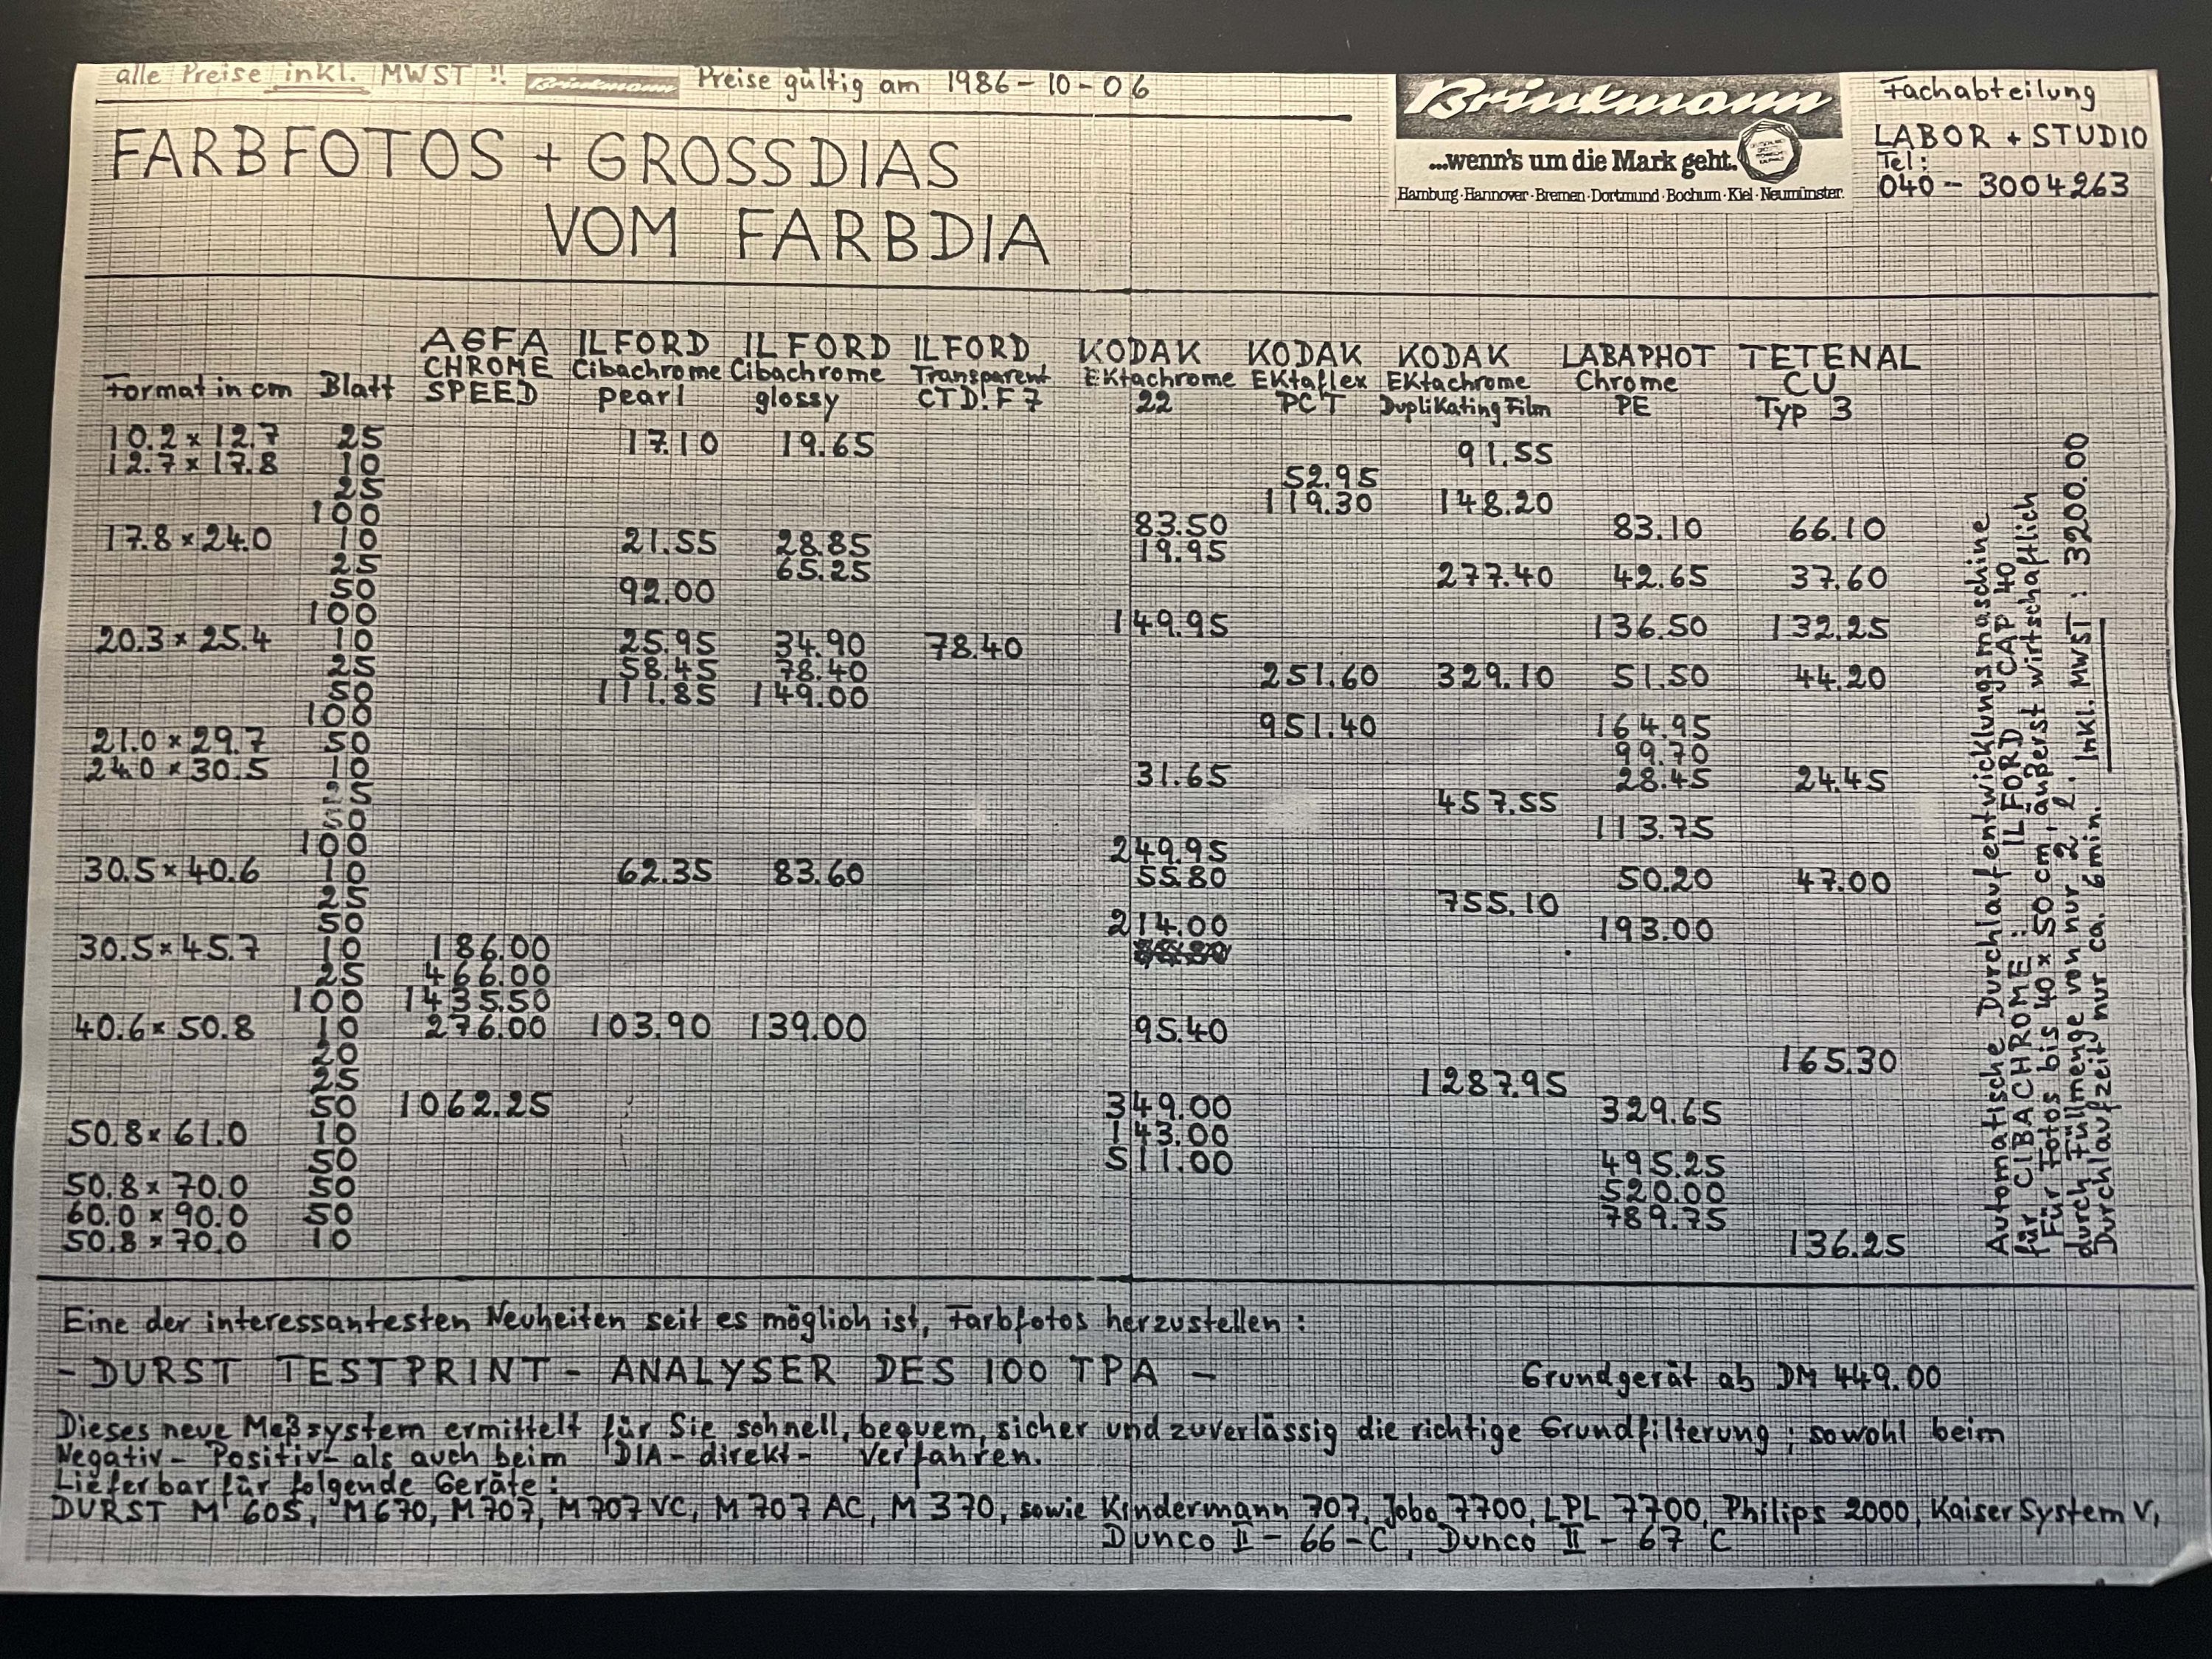 alle Preise inkl. MWST !! Brinkmann Preise gültig am 1986-10-06
Brinkmann
...wenn's um die Mark geht.
Hamburg·Hannover·Bremen·Dortmund·Bochum·Kiel·Neumünster.
Fachabteilung
LABOR + STUDIO
Tel:
040 - 3004263
FARBFOTOS + GROSSDIAS
VOM FARBDIA
AGFA ILFORD ILFORD ILFORD KODAK KODAK KODAK LABAPHOT TETENAL
CHROME Cibachrome Cibachrome Transparent EKtachrome EKtaflex EKtachrome Chrome CU
Format in cm Blatt SPEED pearl glossy CTD!F7 22 PCT DupliKating Film PE Typ 3
10.2 x 12.7 25 17.10 19.65 91.55
12.7 x 17.8 10 52.95
25 119.30 148.20
100 83.50 83.10 66.10
17.8 x 24.0 10 21.55 28.85 19.95
25 65.25 277.40 42.65 37.60
50 92.00
100 149.95 136.50 132.25
20.3 x 25.4 10 25.95 34.90 78.40
25 58.45 78.40 251.60 329.10 51.50 44.20
50 111.85 149.00
100 951.40 164.95
21.0 x 29.7 50 99.70
24.0 x 30.5 10 31.65 28.45 24.45
25 457.55
50 113.75
100 249.95
30.5 x 40.6 10 62.35 83.60 55.80 50.20 47.00
25 755.10
50 214.00 193.00
30.5 x 45.7 10 186.00
25 466.00
100 1435.50
40.6 x 50.8 10 276.00 103.90 139.00 95.40
20 165.30
25 1287.95
50 1062.25 349.00 329.65
50.8 x 61.0 10 143.00
50 511.00 495.25
50.8 x 70.0 50 520.00
60.0 x 90.0 50 789.75
50.8 x 70.0 10 136.25
Automatische Durchlaufentwicklungsmaschine
für CIBACHROME: ILFORD CAP 40
Für Fotos bis 40 x 50 cm, äußerst wirtschaftlich
durch Füllmenge von nur 2 l.
Durchlaufzeit nur ca. 6 min. Inkl. MWST: 3200.00
Eine der interessantesten Neuheiten seit es möglich ist, Farbfotos herzustellen:
- DURST TESTPRINT - ANALYSER DES 100 TPA - Grundgerät ab DM 449.00
Dieses neue Meßsystem ermittelt für Sie schnell, bequem, sicher und zuverlässig die richtige Grundfilterung; sowohl beim
Negativ- Positiv- als auch beim DIA-direkt- Verfahren.
Lieferbar für folgende Geräte:
DURST M 605, M670, M707, M707 VC, M 707 AC, M 370, sowie Kindermann 707, Jobo 7700, LPL 7700, Philips 2000, Kaiser System V,
Dunco II - 66-C, Dunco II - 67 C